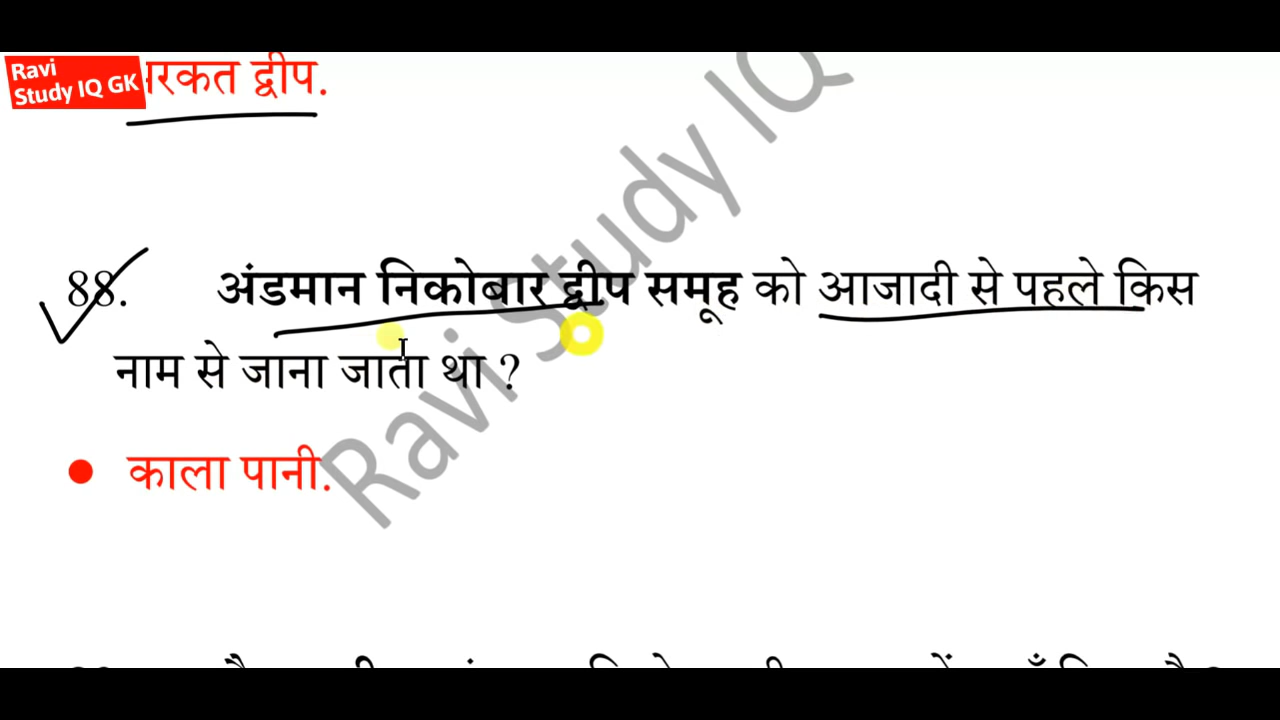 Ravi
Study IQ GK
रकत द्वीप.
88. अंडमान निकोबार द्वीप समूह को आजादी से पहले किस
नाम से जाना जाता था ?
● काला पानी.
Ravi Study IQ